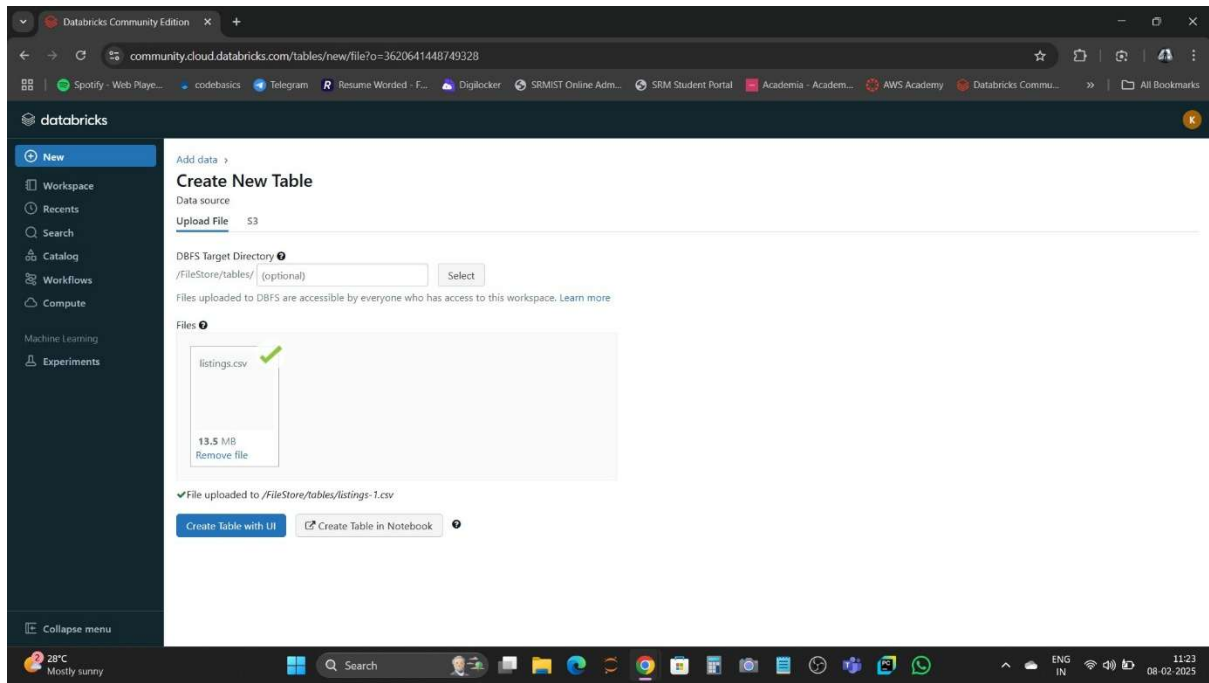 Databricks Community Edition
community.cloud.databricks.com/tables/new/file?o=3620641448749328
Spotify - Web Playe... codebasics Telegram R Resume Worded - F... Digilocker SRMIST Online Adm... SRM Student Portal Academia - Academ... AWS Academy Databricks Commu... » All Bookmarks
databricks
K
New
Workspace
Recents
Search
Catalog
Workflows
Compute
Machine Learning
Experiments
Collapse menu
Add data ›
Create New Table
Data source
Upload File S3
DBFS Target Directory
/FileStore/tables/ (optional) Select
Files uploaded to DBFS are accessible by everyone who has access to this workspace. Learn more
Files
listings.csv
13.5 MB
Remove file
File uploaded to /FileStore/tables/listings-1.csv
Create Table with UI Create Table in Notebook
2 28°C
Mostly sunny
Search
ENG
IN
11:23
08-02-2025